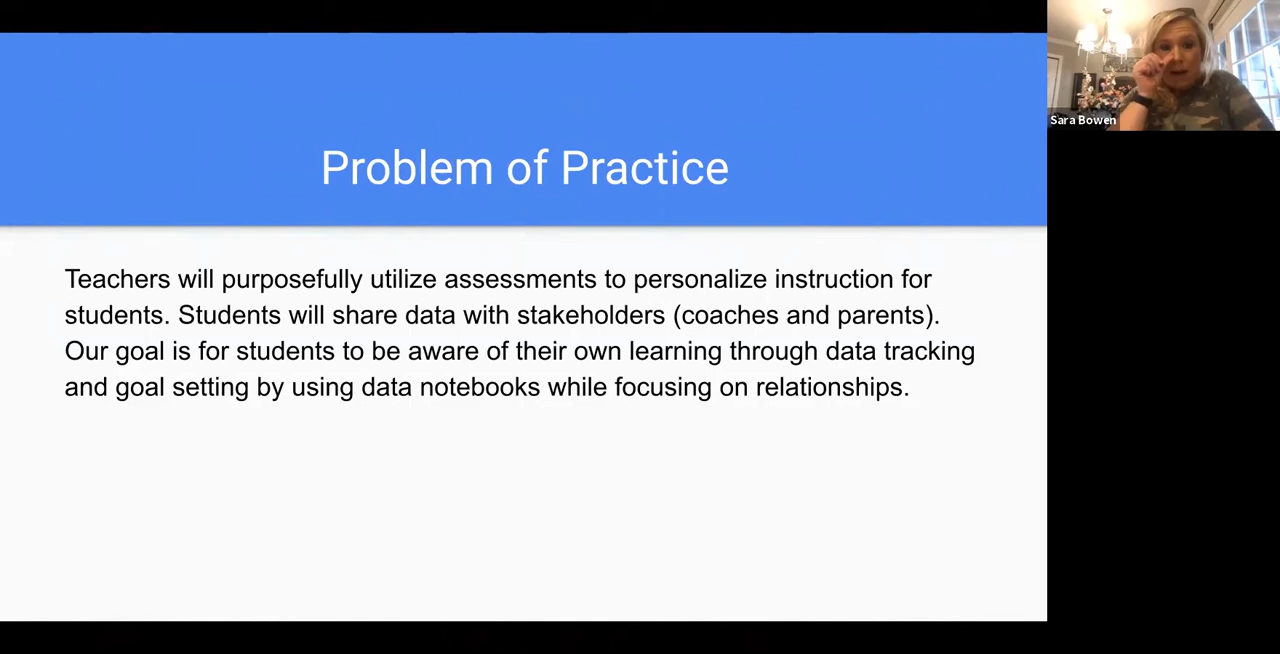 Problem of Practice
Teachers will purposefully utilize assessments to personalize instruction for
students. Students will share data with stakeholders (coaches and parents).
Our goal is for students to be aware of their own learning through data tracking
and goal setting by using data notebooks while focusing on relationships.
Sara Bowen